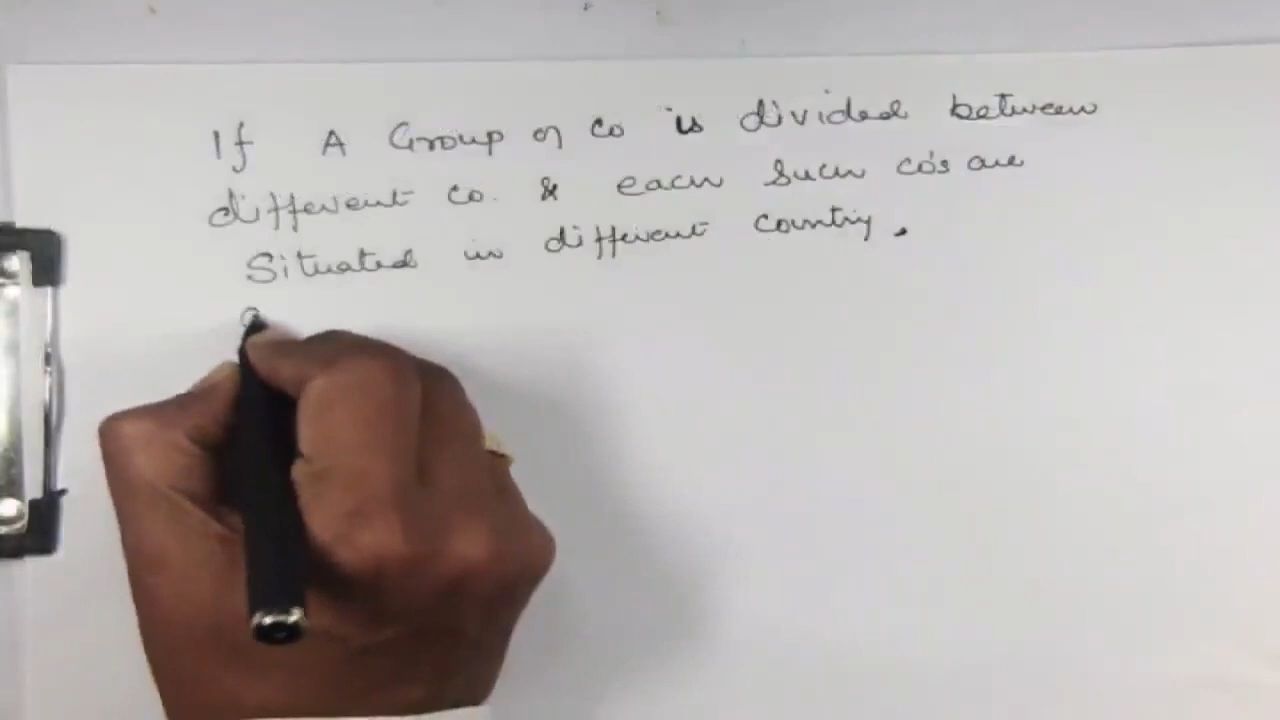 If A Group of Co is divided between
different Co. & each such co's are
Situated in different country.